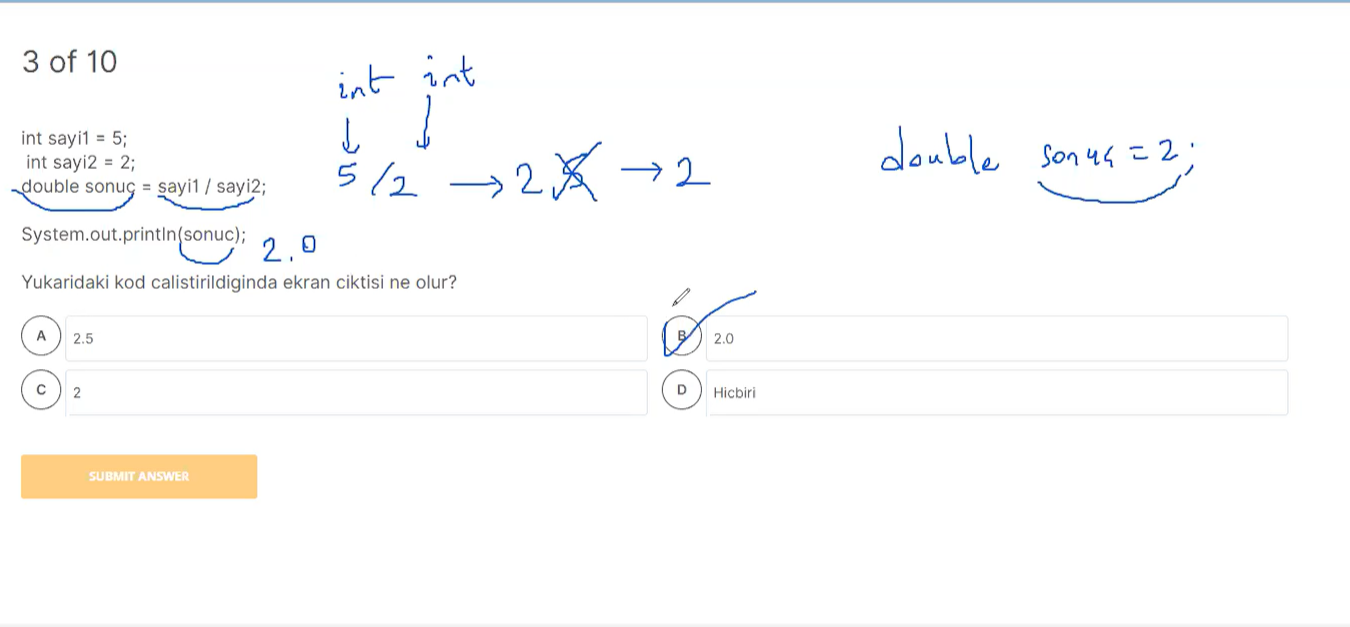 3 of 10
int int
int sayi1 = 5;
int sayi2 = 2;
double sonuc = sayi1 / sayi2;
5 / 2 → 2.5 → 2
double sonuç = 2;
System.out.println(sonuc);
2.0
Yukaridaki kod calistirildiginda ekran ciktisi ne olur?
A 2.5
B 2.0
C 2
D Hicbiri
SUBMIT ANSWER